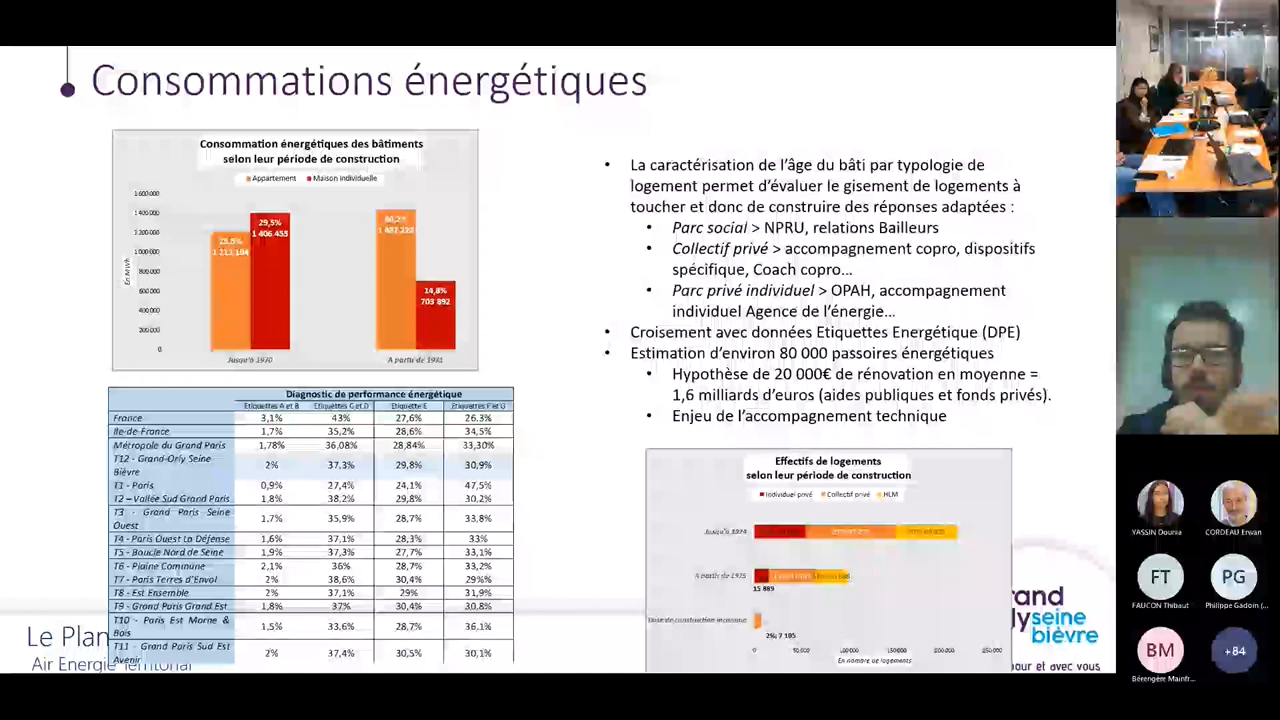 Consommations énergétiques
Consommation énergétiques des bâtiments
selon leur période de construction
Appartement Maison individuelle
1 600 000
1 400 000
1 200 000
1 000 000
800 000
600 000
400 000
200 000
0
En MWh
29,5%
1 406 455
14,8%
703 892
Jusqu'à 1970
A partir de 1971
La caractérisation de l'âge du bâti par typologie de
logement permet d'évaluer le gisement de logements à
toucher et donc de construire des réponses adaptées :
Parc social > NPRU, relations Bailleurs
Collectif privé > accompagnement copro, dispositifs
spécifique, Coach copro...
Parc privé individuel > OPAH, accompagnement
individuel Agence de l'énergie...
Croisement avec données Etiquettes Energétique (DPE)
Estimation d'environ 80 000 passoires énergétiques
Hypothèse de 20 000€ de rénovation en moyenne =
1,6 milliards d'euros (aides publiques et fonds privés).
Enjeu de l'accompagnement technique
Diagnostic de performance énergétique
Etiquettes A et B Etiquettes C et D Etiquette E Etiquettes F et G
France 3,1% 43% 27,6% 26.3%
Ile-de-France 1,7% 35,2% 28,6% 34,5%
Métropole du Grand Paris 1,78% 36,08% 28,84% 33,30%
T12 - Grand-Orly Seine
Bièvre 2% 37,3% 29,8% 30,9%
T1 - Paris 0,9% 27,4% 24,1% 47,5%
T2 – Vallée Sud Grand Paris 1.8% 38,2% 29,8% 30,2%
T3 - Grand Paris Seine
Ouest 1,7% 35,9% 28,7% 33,8%
T4 - Paris Ouest La Défense 1,6% 37,1% 28,3% 33%
T5 - Boucle Nord de Seine 1,9% 37,3% 27,7% 33,1%
T6 - Plaine Commune 2,1% 36% 28,7% 33,2%
T7 - Paris Terres d'Envol 2% 38,6% 30,4% 29%%
T8 - Est Ensemble 2% 37,1% 29% 31,9%
T9 - Grand Paris Grand Est 1,8% 37% 30,4% 30,8%
T10 - Paris Est Marne &
Bois 1,5% 33,6% 28,7% 36,1%
T11 - Grand Paris Sud Est
Avenir 2% 37,4% 30,5% 30,1%
Effectifs de logements
selon leur période de construction
Individuel privé Collectif privé HLM
Jusqu'à 1974
A partir de 1975
15 889
2%; 7 105
0 50,000 100 000 150,000 200,000 250,000
En nombre de logements
Le Plan
Air Energie Territorial
seine
bièvre
pour et avec vous
YASSIN Dounia
CORDEAU Erwan
FT
PG
FAUCON Thibaut
Philippe Gadoin (...
BM
+84
Bérengère Mainfr...